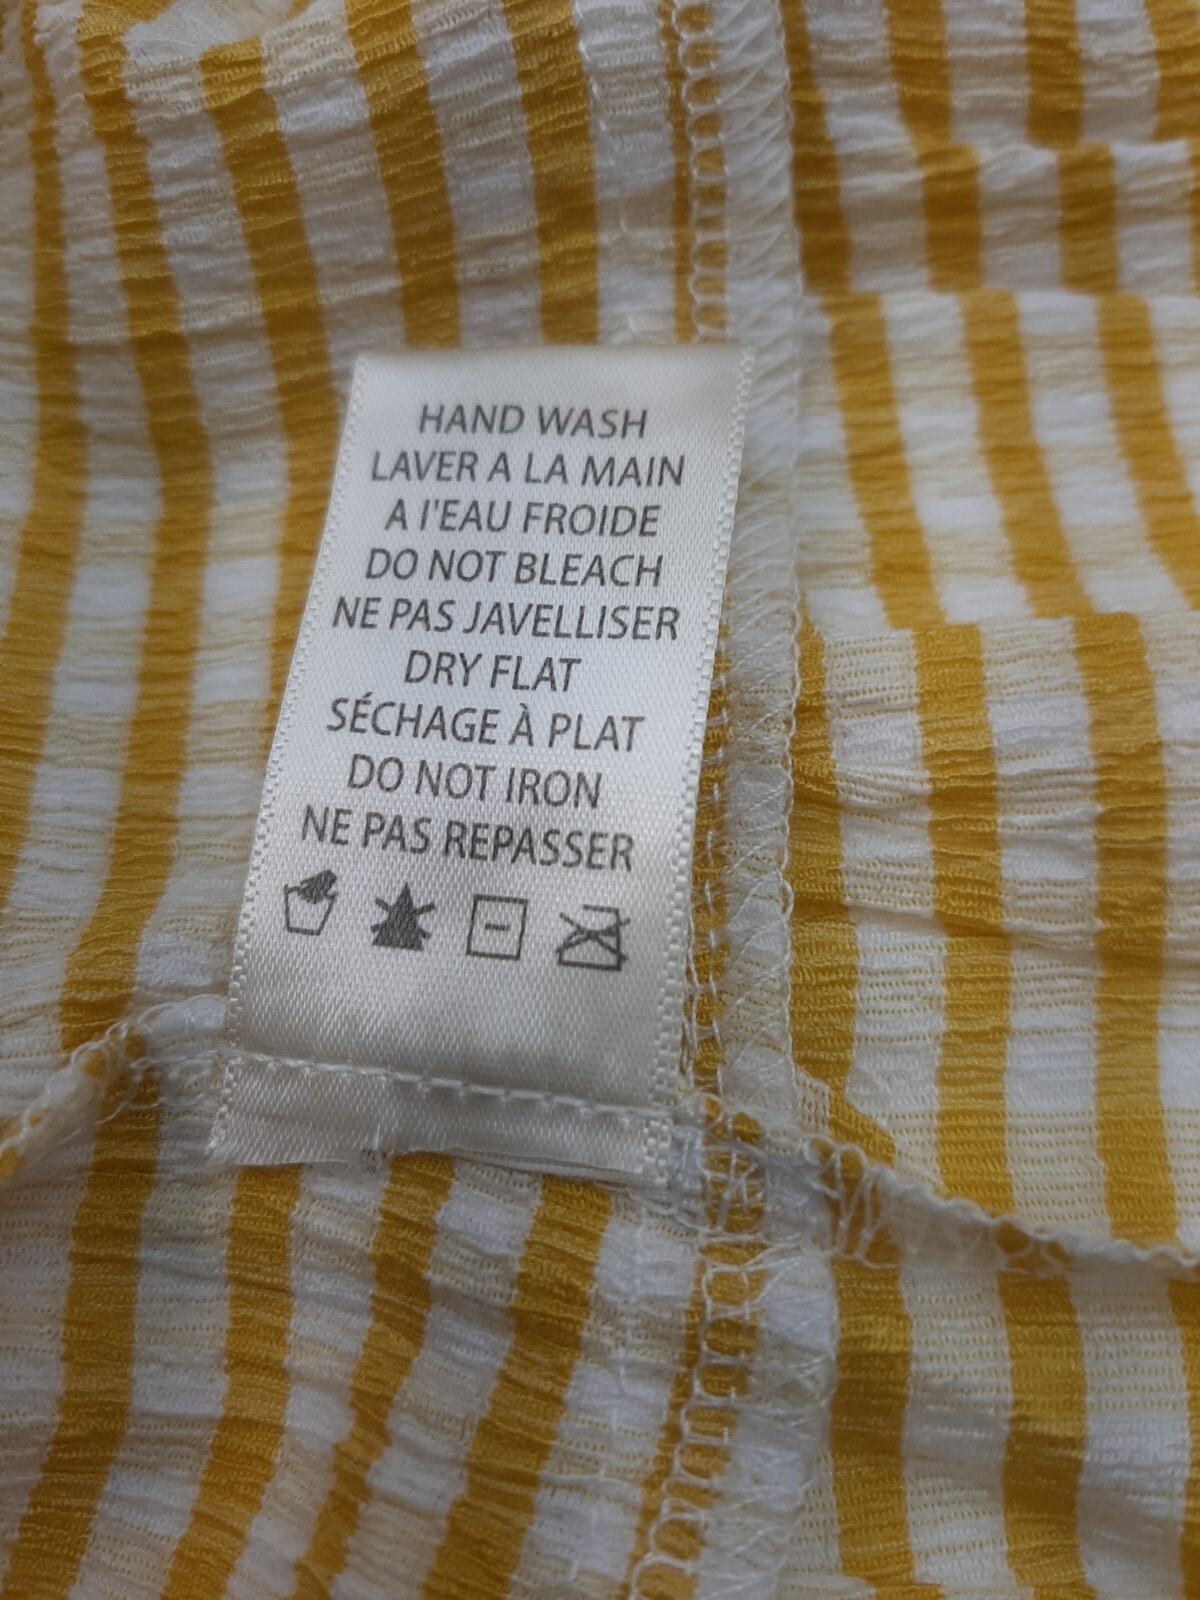 HAND WASH
LAVER A LA MAIN
A I'EAU FROIDE
DO NOT BLEACH
NE PAS JAVELLISER
DRY FLAT
SÉCHAGE À PLAT
DO NOT IRON
NE PAS REPASSER